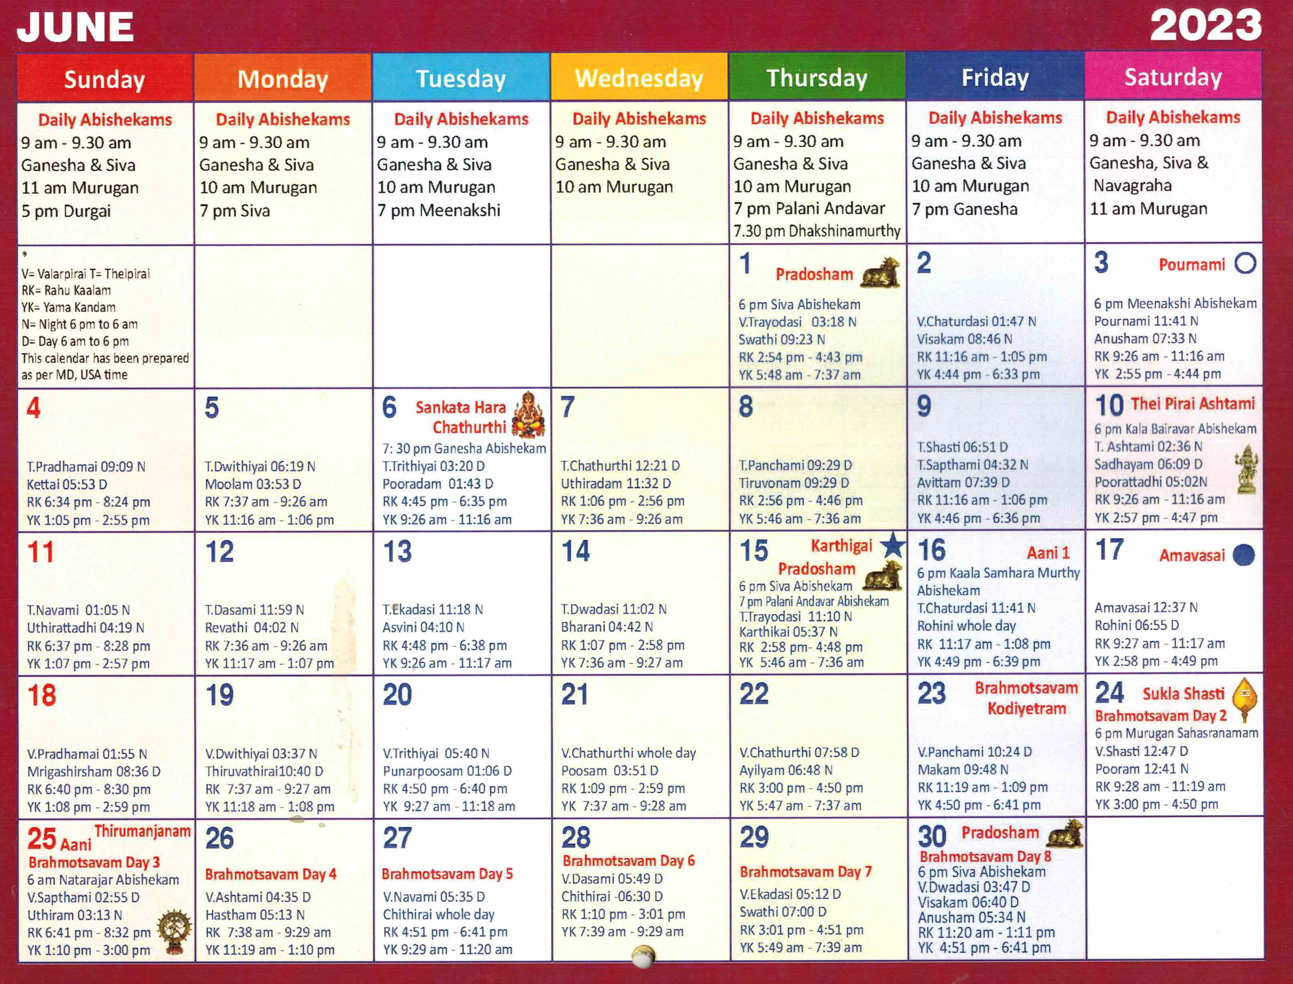 JUNE 2023
Sunday Monday Tuesday Wednesday Thursday Friday Saturday
Daily Abishekams
9 am - 9.30 am
Ganesha & Siva
11 am Murugan
5 pm Durgai
Daily Abishekams
9 am - 9.30 am
Ganesha & Siva
10 am Murugan
7 pm Siva
Daily Abishekams
9 am - 9.30 am
Ganesha & Siva
10 am Murugan
7 pm Meenakshi
Daily Abishekams
9 am - 9.30 am
Ganesha & Siva
10 am Murugan
Daily Abishekams
9 am - 9.30 am
Ganesha & Siva
10 am Murugan
7 pm Palani Andavar
7.30 pm Dhakshinamurthy
Daily Abishekams
9 am - 9.30 am
Ganesha & Siva
10 am Murugan
7 pm Ganesha
Daily Abishekams
9 am - 9.30 am
Ganesha, Siva &
Navagraha
11 am Murugan
*
V= Valarpirai T= Theipirai
RK= Rahu Kaalam
YK= Yama Kandam
N= Night 6 pm to 6 am
D= Day 6 am to 6 pm
This calendar has been prepared
as per MD, USA time
1 Pradosham
6 pm Siva Abishekam
V.Trayodasi 03:18 N
Swathi 09:23 N
RK 2:54 pm - 4:43 pm
YK 5:48 am - 7:37 am
2
V.Chaturdasi 01:47 N
Visakam 08:46 N
RK 11:16 am - 1:05 pm
YK 4:44 pm - 6:33 pm
3 Pournami
6 pm Meenakshi Abishekam
Pournami 11:41 N
Anusham 07:33 N
RK 9:26 am - 11:16 am
YK 2:55 pm - 4:44 pm
4
T.Pradhamai 09:09 N
Kettai 05:53 D
RK 6:34 pm - 8:24 pm
YK 1:05 pm - 2:55 pm
5
T.Dwithiyai 06:19 N
Moolam 03:53 D
RK 7:37 am - 9:26 am
YK 11:16 am - 1:06 pm
6 Sankata Hara
Chathurthi
7: 30 pm Ganesha Abishekam
T.Trithiyai 03:20 D
Pooradam 01:43 D
RK 4:45 pm - 6:35 pm
YK 9:26 am - 11:16 am
7
T.Chathurthi 12:21 D
Uthiradam 11:32 D
RK 1:06 pm - 2:56 pm
YK 7:36 am - 9:26 am
8
T.Panchami 09:29 D
Tiruvonam 09:29 D
RK 2:56 pm - 4:46 pm
YK 5:46 am - 7:36 am
9
T.Shasti 06:51 D
T.Sapthami 04:32 N
Avittam 07:39 D
RK 11:16 am - 1:06 pm
YK 4:46 pm - 6:36 pm
10 Thei Pirai Ashtami
6 pm Kala Bairavar Abishekam
T. Ashtami 02:36 N
Sadhayam 06:09 D
Poorattadhi 05:02N
RK 9:26 am - 11:16 am
YK 2:57 pm - 4:47 pm
11
T.Navami 01:05 N
Uthirattadhi 04:19 N
RK 6:37 pm - 8:28 pm
YK 1:07 pm - 2:57 pm
12
T.Dasami 11:59 N
Revathi 04:02 N
RK 7:36 am - 9:26 am
YK 11:17 am - 1:07 pm
13
T.Ekadasi 11:18 N
Asvini 04:10 N
RK 4:48 pm - 6:38 pm
YK 9:26 am - 11:17 am
14
T.Dwadasi 11:02 N
Bharani 04:42 N
RK 1:07 pm - 2:58 pm
YK 7:36 am - 9:27 am
15 Karthigai
Pradosham
6 pm Siva Abishekam
7 pm Palani Andavar Abishekam
T.Trayodasi 11:10 N
Karthikai 05:37 N
RK 2:58 pm- 4:48 pm
YK 5:46 am - 7:36 am
16 Aani 1
6 pm Kaala Samhara Murthy
Abishekam
T.Chaturdasi 11:41 N
Rohini whole day
RK 11:17 am - 1:08 pm
YK 4:49 pm - 6:39 pm
17 Amavasai
Amavasai 12:37 N
Rohini 06:55 D
RK 9:27 am - 11:17 am
YK 2:58 pm - 4:49 pm
18
V.Pradhamai 01:55 N
Mrigashirsham 08:36 D
RK 6:40 pm - 8:30 pm
YK 1:08 pm - 2:59 pm
19
V.Dwithiyai 03:37 N
Thiruvathirai10:40 D
RK 7:37 am - 9:27 am
YK 11:18 am - 1:08 pm
20
V.Trithiyai 05:40 N
Punarpoosam 01:06 D
RK 4:50 pm - 6:40 pm
YK 9:27 am - 11:18 am
21
V.Chathurthi whole day
Poosam 03:51 D
RK 1:09 pm - 2:59 pm
YK 7:37 am - 9:28 am
22
V.Chathurthi 07:58 D
Ayilyam 06:48 N
RK 3:00 pm - 4:50 pm
YK 5:47 am - 7:37 am
23 Brahmotsavam
Kodiyetram
V.Panchami 10:24 D
Makam 09:48 N
RK 11:19 am - 1:09 pm
YK 4:50 pm - 6:41 pm
24 Sukla Shasti
Brahmotsavam Day 2
6 pm Murugan Sahasranamam
V.Shasti 12:47 D
Pooram 12:41 N
RK 9:28 am - 11:19 am
YK 3:00 pm - 4:50 pm
25 Aani Thirumanjanam
Brahmotsavam Day 3
6 am Natarajar Abishekam
V.Sapthami 02:55 D
Uthiram 03:13 N
RK 6:41 pm - 8:32 pm
YK 1:10 pm - 3:00 pm
26
Brahmotsavam Day 4
V.Ashtami 04:35 D
Hastham 05:13 N
RK 7:38 am - 9:29 am
YK 11:19 am - 1:10 pm
27
Brahmotsavam Day 5
V.Navami 05:35 D
Chithirai whole day
RK 4:51 pm - 6:41 pm
YK 9:29 am - 11:20 am
28
Brahmotsavam Day 6
V.Dasami 05:49 D
Chithirai -06:30 D
RK 1:10 pm - 3:01 pm
YK 7:39 am - 9:29 am
29
Brahmotsavam Day 7
V.Ekadasi 05:12 D
Swathi 07:00 D
RK 3:01 pm - 4:51 pm
YK 5:49 am - 7:39 am
30 Pradosham
Brahmotsavam Day 8
6 pm Siva Abishekam
V.Dwadasi 03:47 D
Visakam 06:40 D
Anusham 05:34 N
RK 11:20 am - 1:11 pm
YK 4:51 pm - 6:41 pm